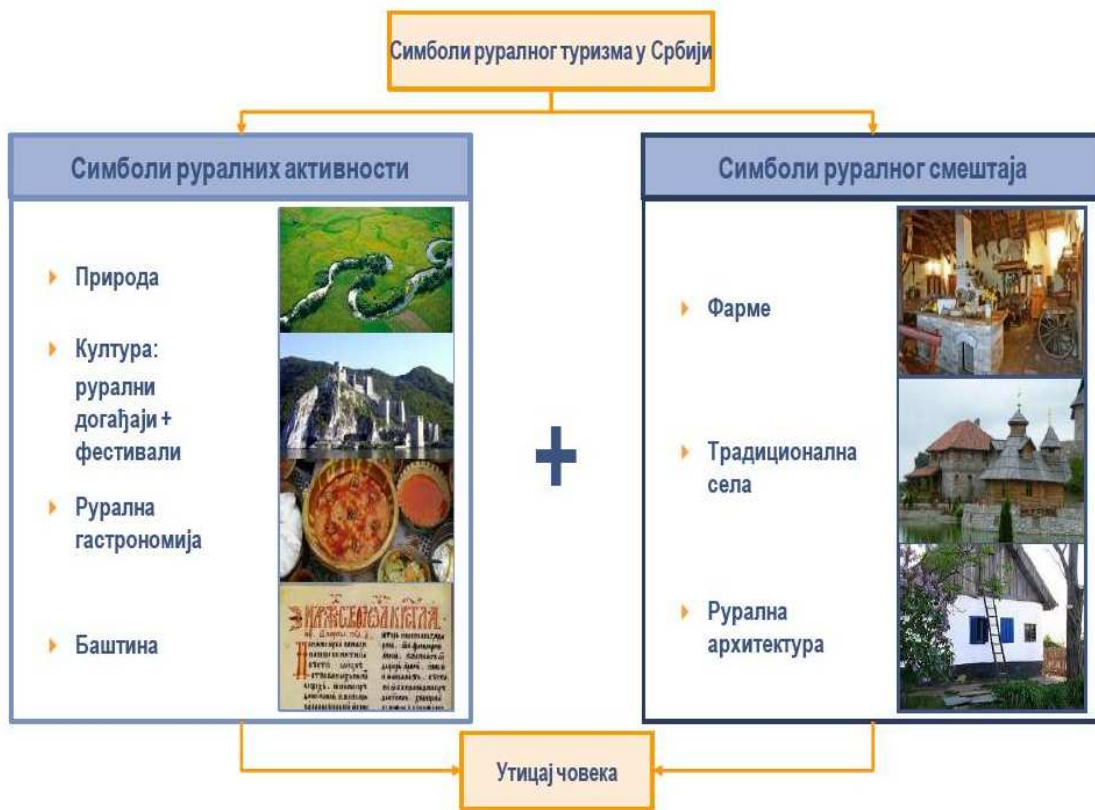 Симболи руралног туризма у Србији
Симболи руралних активности
Природа
Култура:
рурални
догађаји +
фестивали
Рурална
гастрономија
Баштина
+
Симболи руралног смештаја
Фарме
Традиционална
села
Рурална
архитектура
Утицај човека